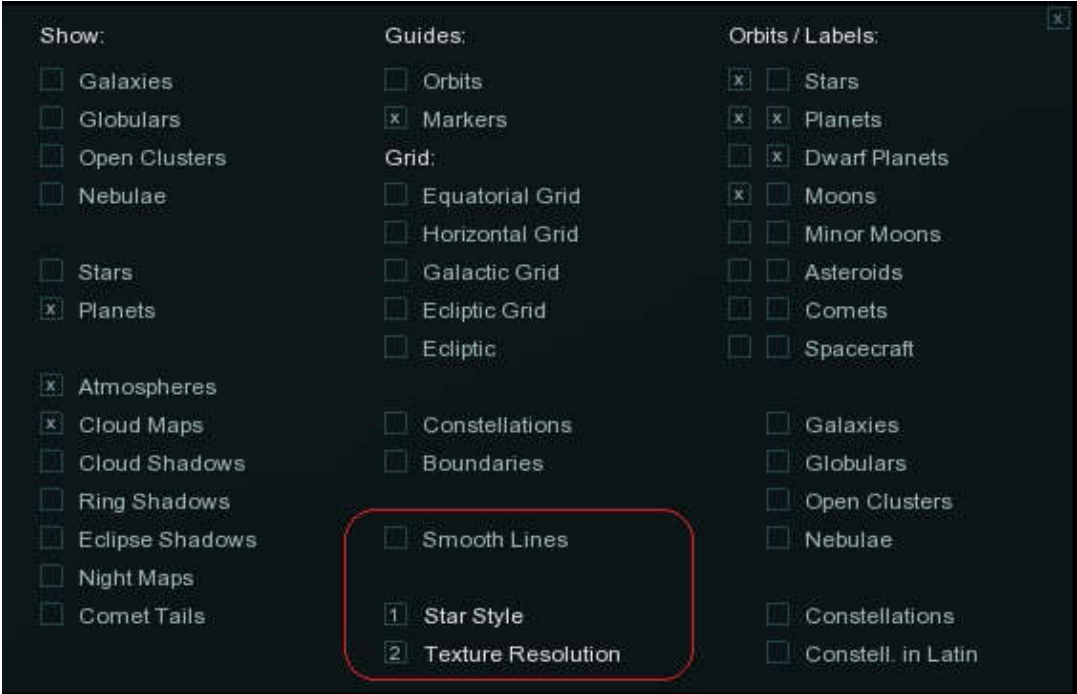 x
Show:
Galaxies
Globulars
Open Clusters
Nebulae
Stars
x Planets
x Atmospheres
x Cloud Maps
Cloud Shadows
Ring Shadows
Eclipse Shadows
Night Maps
Comet Tails
Guides:
Orbits
x Markers
Grid:
Equatorial Grid
Horizontal Grid
Galactic Grid
Ecliptic Grid
Ecliptic
Constellations
Boundaries
Smooth Lines
1 Star Style
2 Texture Resolution
Orbits / Labels:
x Stars
x x Planets
x Dwarf Planets
x Moons
Minor Moons
Asteroids
Comets
Spacecraft
Galaxies
Globulars
Open Clusters
Nebulae
Constellations
Constell. in Latin